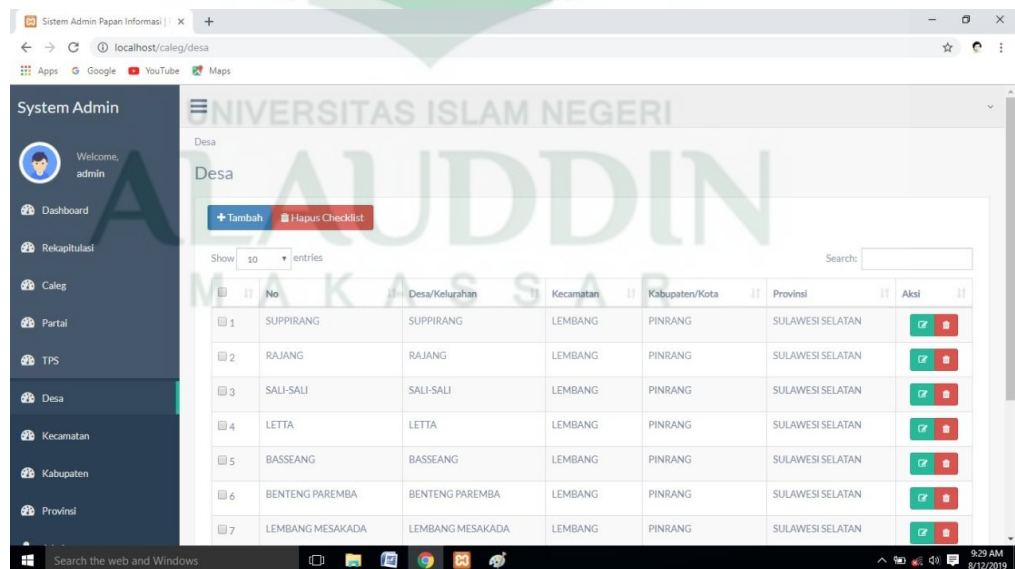 Sistem Admin Papan Informasi |
localhost/caleg/desa
Apps Google YouTube Maps
System Admin
UNIVERSITAS ISLAM NEGERI
ALAUDDIN
MAKASSAR
Welcome,
admin
Dashboard
Rekapitulasi
Caleg
Partai
TPS
Desa
Kecamatan
Kabupaten
Provinsi
Desa
Desa
Tambah Hapus Checklist
Show 10 entries Search:
No Desa/Kelurahan Kecamatan Kabupaten/Kota Provinsi Aksi
1 SUPPIRANG SUPPIRANG LEMBANG PINRANG SULAWESI SELATAN
2 RAJANG RAJANG LEMBANG PINRANG SULAWESI SELATAN
3 SALI-SALI SALI-SALI LEMBANG PINRANG SULAWESI SELATAN
4 LETTA LETTA LEMBANG PINRANG SULAWESI SELATAN
5 BASSEANG BASSEANG LEMBANG PINRANG SULAWESI SELATAN
6 BENTENG PAREMBA BENTENG PAREMBA LEMBANG PINRANG SULAWESI SELATAN
7 LEMBANG MESAKADA LEMBANG MESAKADA LEMBANG PINRANG SULAWESI SELATAN
Search the web and Windows
9:29 AM
8/12/2019